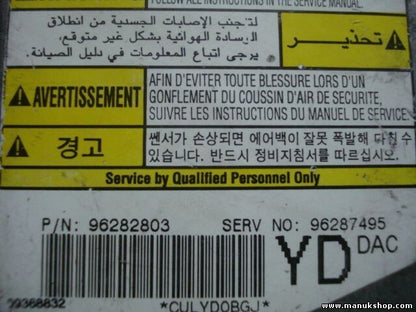 FOLLOW ALL INSTRUCTIONS IN THE SERVICE MANUAL.
لتجنب الإصابات الجسدية من انطلاق
الوسادة الهوائية بشكل غير متوقع,
يرجى اتباع المعلومات في دليل الصيانة.
تحذير
AVERTISSEMENT
AFIN D'EVITER TOUTE BLESSURE LORS D'UN
GONFLEMENT DU COUSSIN D'AIR DE SECURITE,
SUIVRE LES INSTRUCTIONS DU MANUEL DE SERVICE
경고
쎈서가 손상되면 에어백이 잘못 폭발해 다칠 수
있습니다. 반드시 정비지침서를 따르십시오.
Service by Qualified Personnel Only
P/N: 96282803 SERV NO: 96287495
YD DAC
09368832
*CULYD0BGJ*
www.manukshop.com